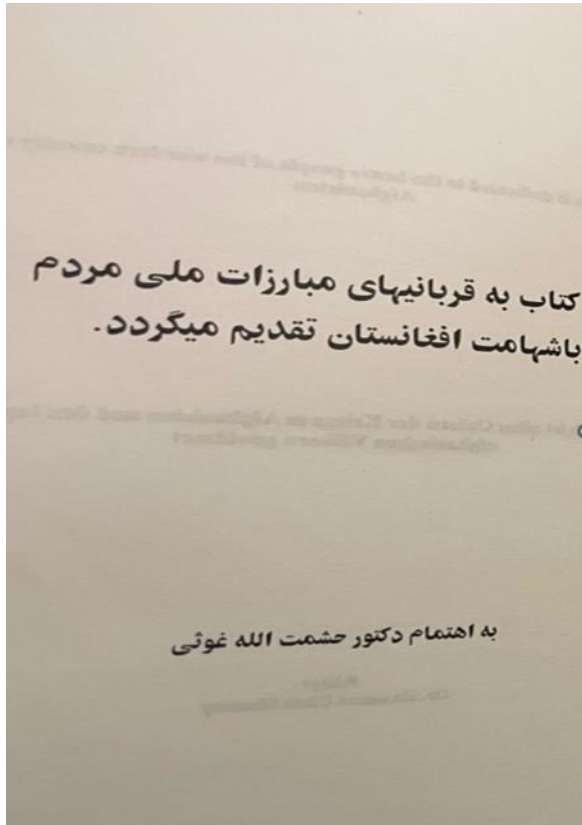 کتاب به قربانیهای مبارزات ملی مردم
باشهامت افغانستان تقدیم میگردد.
به اهتمام دکتور حشمت الله غوثی